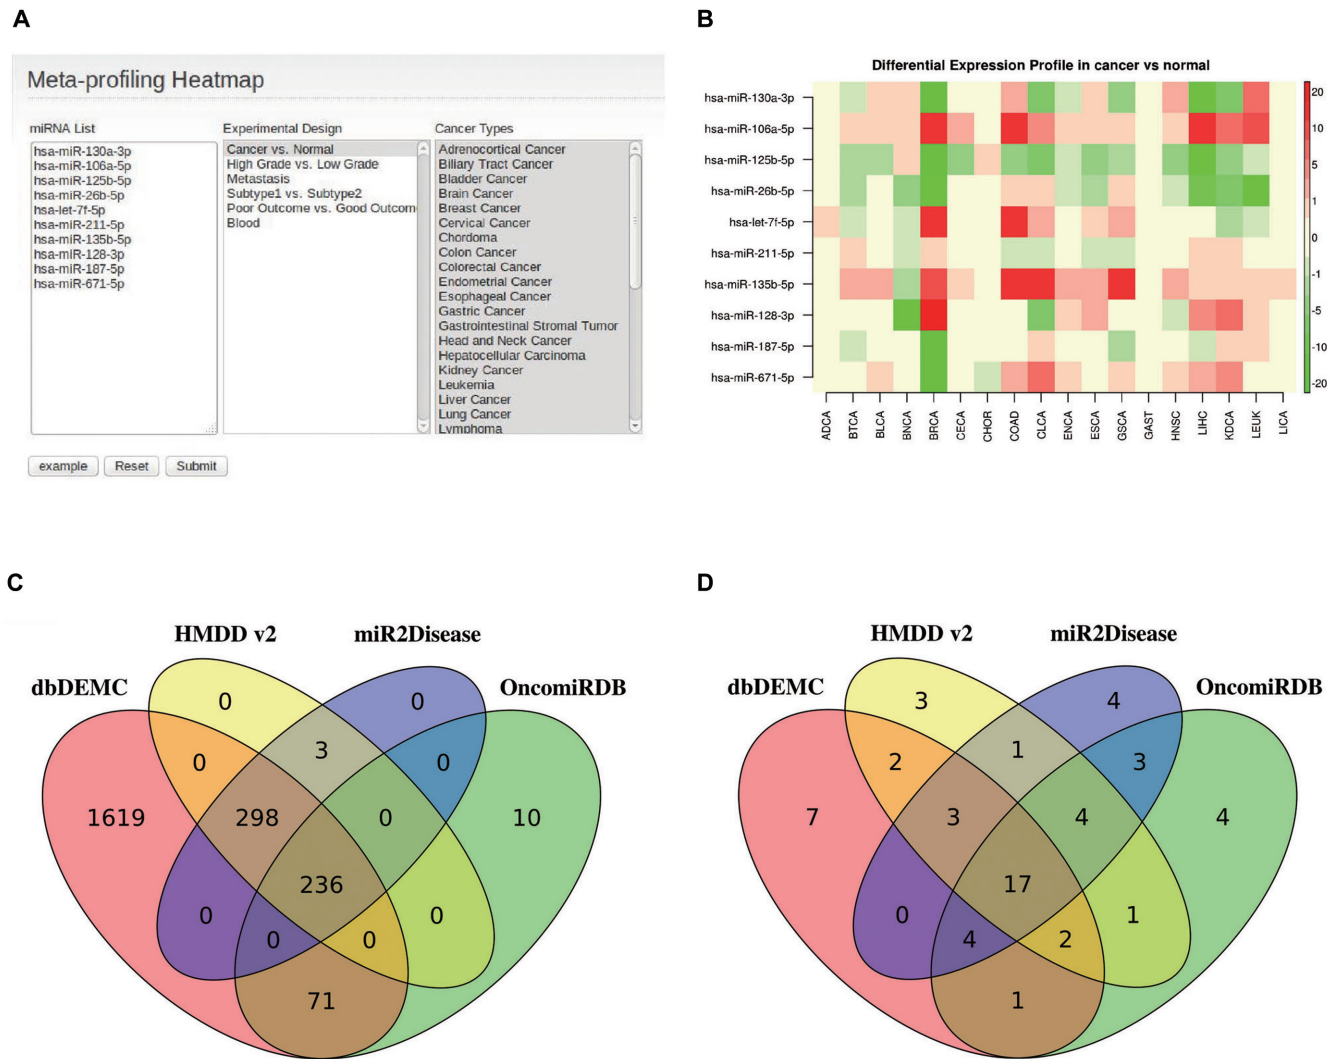 A
Meta-profiling Heatmap
miRNA List
hsa-miR-130a-3p
hsa-miR-106a-5p
hsa-miR-125b-5p
hsa-miR-26b-5p
hsa-let-7f-5p
hsa-miR-211-5p
hsa-miR-135b-5p
hsa-miR-128-3p
hsa-miR-187-5p
hsa-miR-671-5p
Experimental Design
Cancer vs. Normal
High Grade vs. Low Grade
Metastasis
Subtype1 vs. Subtype2
Poor Outcome vs. Good Outcom
Blood
Cancer Types
Adrenocortical Cancer
Biliary Tract Cancer
Bladder Cancer
Brain Cancer
Breast Cancer
Cervical Cancer
Chordoma
Colon Cancer
Colorectal Cancer
Endometrial Cancer
Esophageal Cancer
Gastric Cancer
Gastrointestinal Stromal Tumor
Head and Neck Cancer
Hepatocellular Carcinoma
Kidney Cancer
Leukemia
Liver Cancer
Lung Cancer
Lymphoma
example Reset Submit
B
Differential Expression Profile in cancer vs normal
hsa-miR-130a-3p
hsa-miR-106a-5p
hsa-miR-125b-5p
hsa-miR-26b-5p
hsa-let-7f-5p
hsa-miR-211-5p
hsa-miR-135b-5p
hsa-miR-128-3p
hsa-miR-187-5p
hsa-miR-671-5p
20
10
5
1
0
-1
-5
-10
-20
ADCA BTCA BLCA BNCA BRCA CECA CHOR COAD CLCA ENCA ESCA GSCA GAST HNSC LIHC KDCA LEUK LICA
C
HMDD v2 miR2Disease
dbDEMC OncomiRDB
0 0
0 3 0
1619 298 0 10
236
0 0 0 0
71
D
HMDD v2 miR2Disease
dbDEMC OncomiRDB
3 4
2 1 3
7 3 4 4
17
0 4 2 1
1